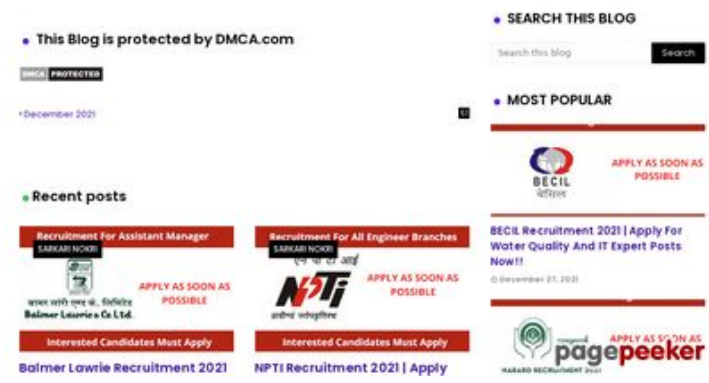 This Blog is protected by DMCA.com
DMCA PROTECTED
December 2021
Recent posts
Recruitment For Assistant Manager
SARKARI NOKRI
APPLY AS SOON AS
POSSIBLE
बामर लॉरी एण्ड कं. लिमिटेड
Balmer Lawrie & Co. Ltd.
Interested Candidates Must Apply
Balmer Lawrie Recruitment 2021
Recruitment For All Engineer Branches
SARKARI NOKRI
एन पी टी आई
NPTI
APPLY AS SOON AS
POSSIBLE
Interested Candidates Must Apply
NPTI Recruitment 2021 | Apply
SEARCH THIS BLOG
Search this blog
Search
MOST POPULAR
BECIL
बेसिल
APPLY AS SOON AS
POSSIBLE
BECIL Recruitment 2021 | Apply For
Water Quality And IT Expert Posts
Now!!
December 27, 2021
APPLY AS SOON AS
NABARD RECRUITMENT 2021
pagepeeker